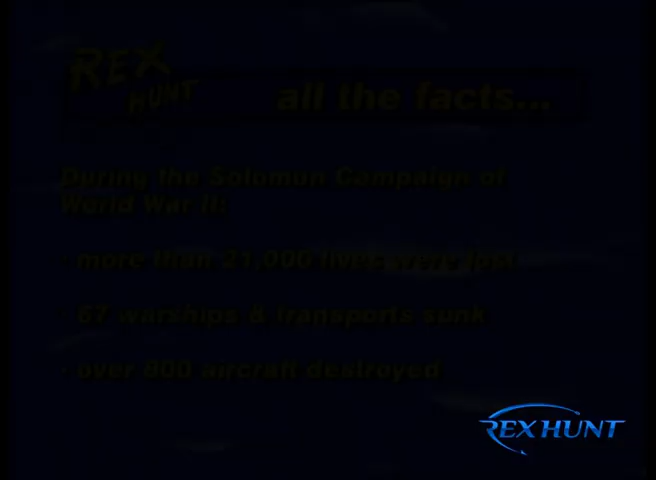 REX
HUNT
all the facts...
During the Solomun Campaign of
World War II:
- more than 21,000 lives were lost
- 67 warships & transports sunk
- over 800 aircraft destroyed
REX HUNT